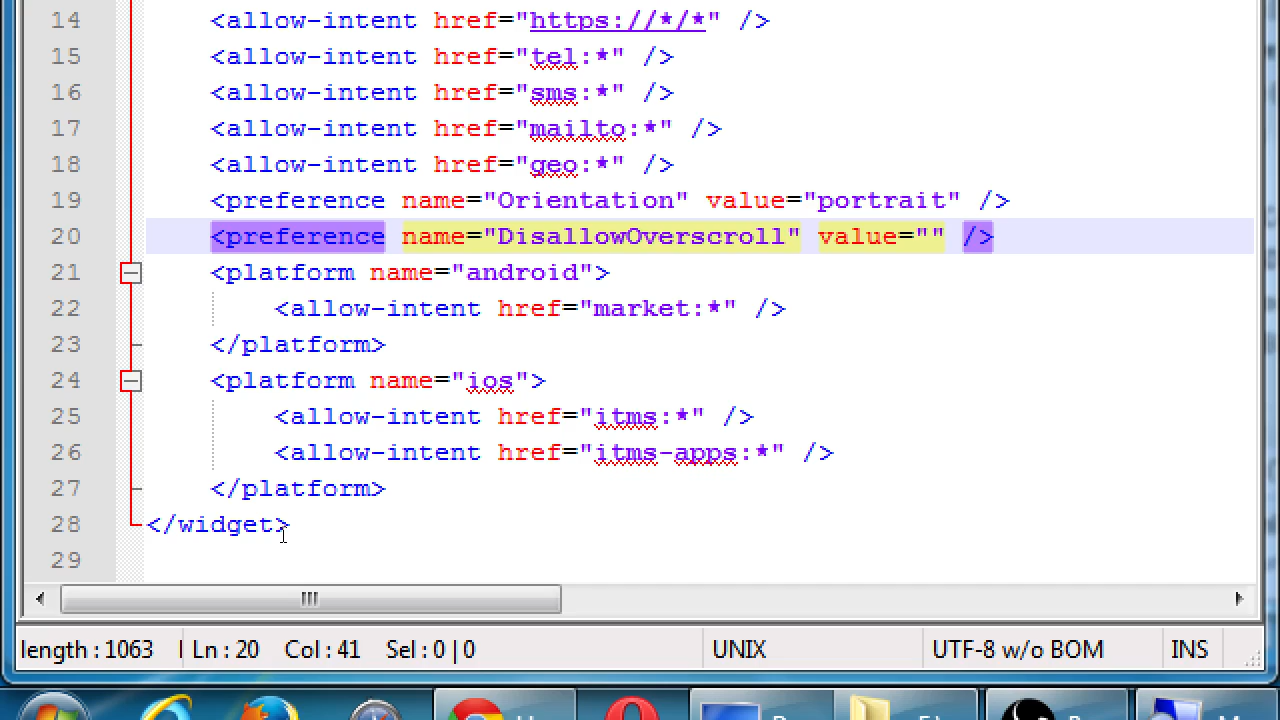 14 <allow-intent href="https://*/*" />
15 <allow-intent href="tel:*" />
16 <allow-intent href="sms:*" />
17 <allow-intent href="mailto:*" />
18 <allow-intent href="geo:*" />
19 <preference name="Orientation" value="portrait" />
20 <preference name="DisallowOverscroll" value="" />
21 <platform name="android">
22 <allow-intent href="market:*" />
23 </platform>
24 <platform name="ios">
25 <allow-intent href="itms:*" />
26 <allow-intent href="itms-apps:*" />
27 </platform>
28 </widget>
29
length : 1063 Ln : 20 Col : 41 Sel : 0 | 0 UNIX UTF-8 w/o BOM INS